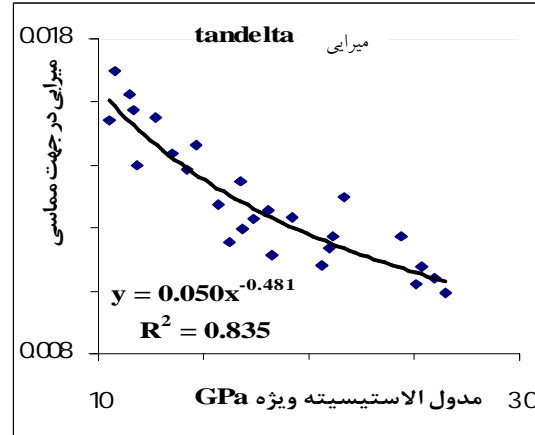 0.018
tandelta میرایی
میرایی در جهت مماسی
y = 0.050x^-0.481
R² = 0.835
0.008
10
30
مدول الاستیسیته ویژه GPa